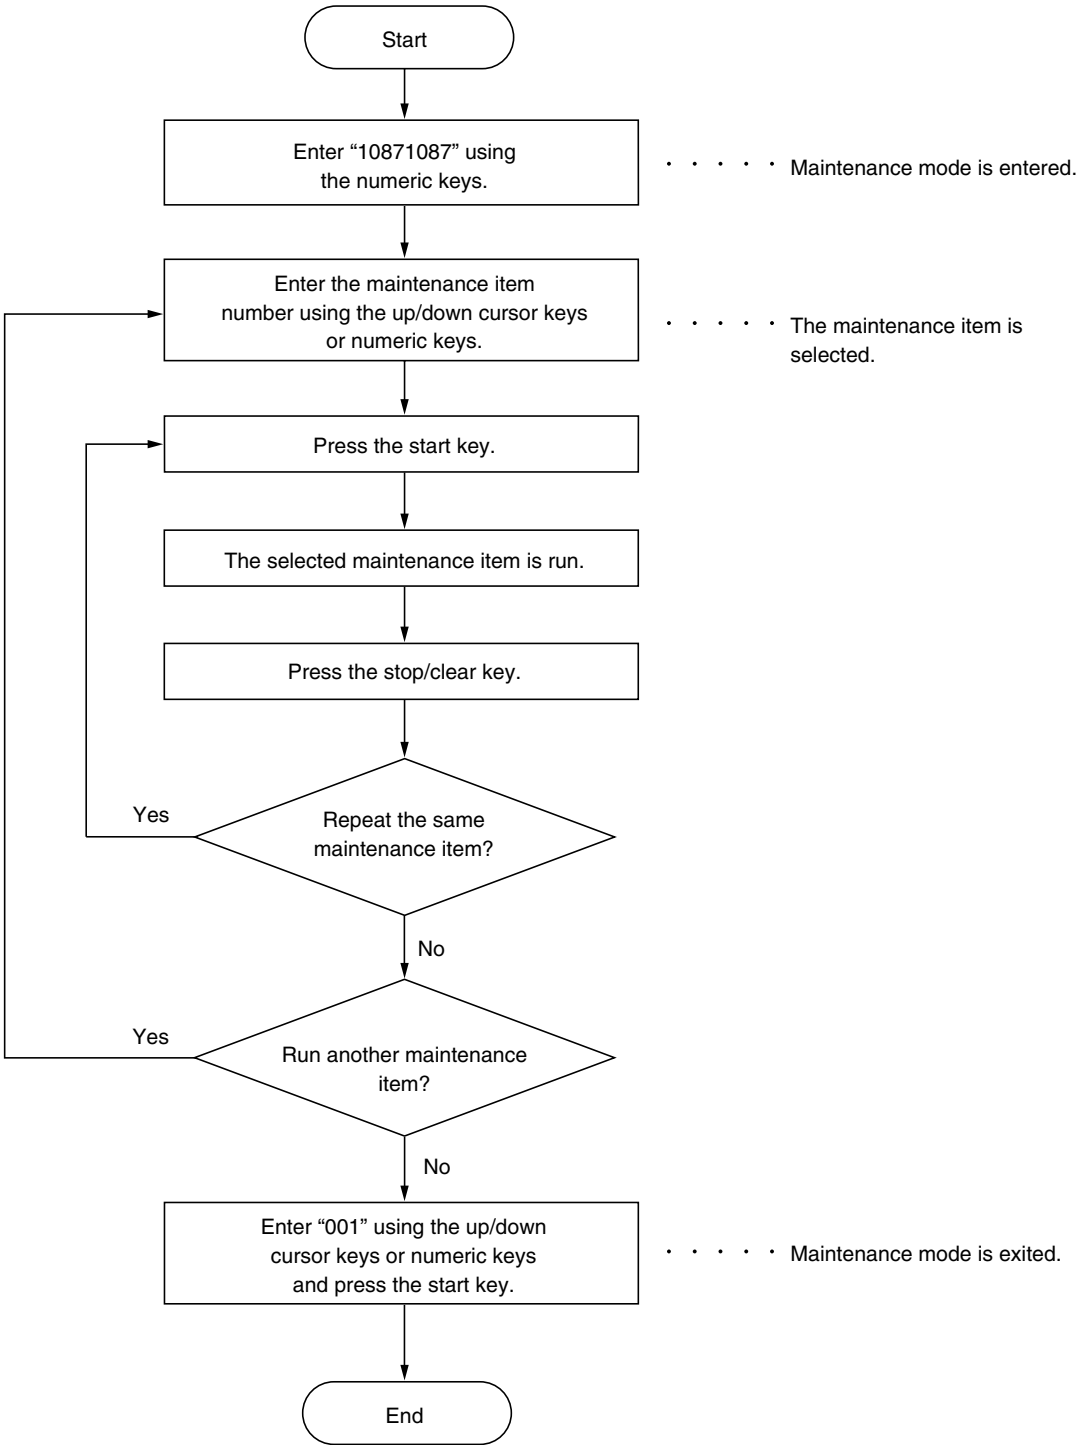 Start
Enter “10871087” using
the numeric keys.
Maintenance mode is entered.
Enter the maintenance item
number using the up/down cursor keys
or numeric keys.
The maintenance item is
selected.
Press the start key.
The selected maintenance item is run.
Press the stop/clear key.
Yes
Repeat the same
maintenance item?
No
Yes
Run another maintenance
item?
No
Enter “001” using the up/down
cursor keys or numeric keys
and press the start key.
Maintenance mode is exited.
End